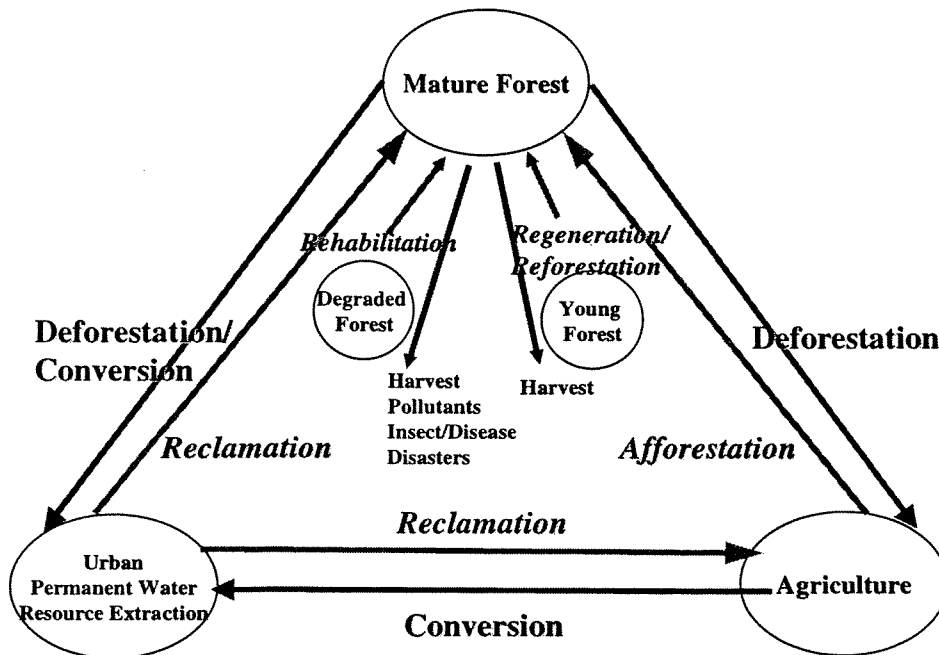 Mature Forest
Rehabilitation
Regeneration/
Reforestation
Degraded
Forest
Young
Forest
Deforestation/
Conversion
Deforestation
Harvest
Pollutants
Insect/Disease
Disasters
Harvest
Reclamation
Afforestation
Reclamation
Urban
Permanent Water
Resource Extraction
Agriculture
Conversion